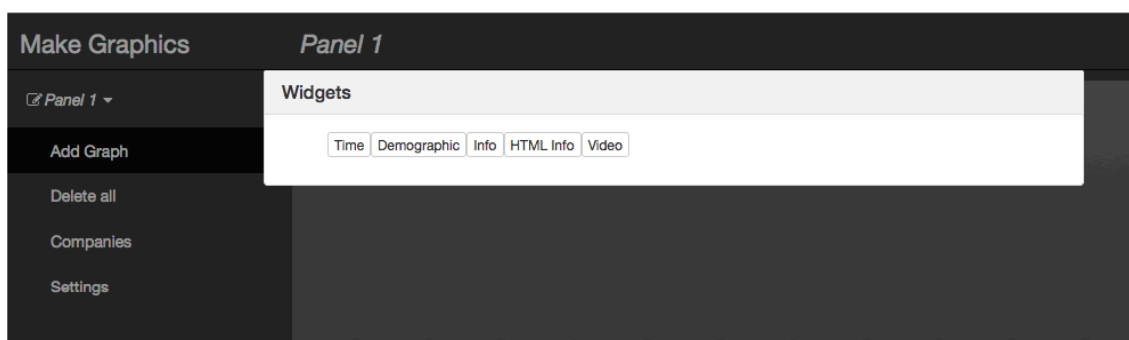 Make Graphics
Panel 1
Panel 1
Add Graph
Delete all
Companies
Settings
Widgets
Time Demographic Info HTML Info Video